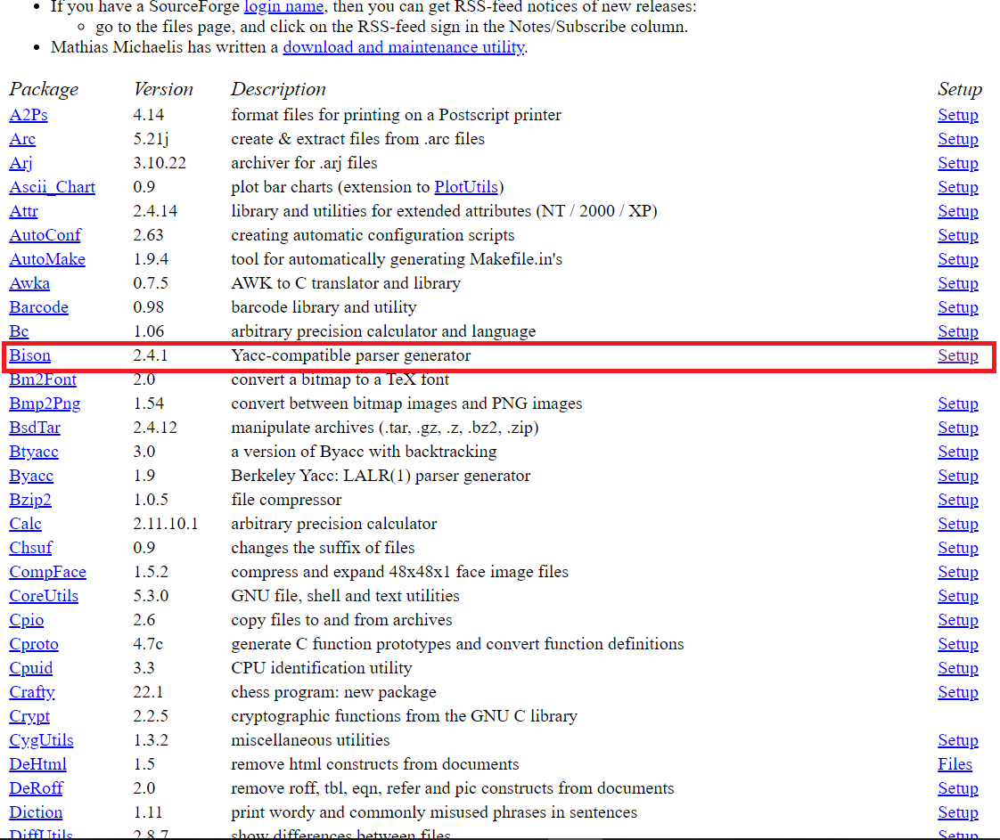 If you have a SourceForge login name, then you can get RSS-feed notices of new releases:
go to the files page, and click on the RSS-feed sign in the Notes/Subscribe column.
Mathias Michaelis has written a download and maintenance utility.
Package Version Description Setup
A2Ps 4.14 format files for printing on a Postscript printer Setup
Arc 5.21j create & extract files from .arc files Setup
Arj 3.10.22 archiver for .arj files Setup
Ascii_Chart 0.9 plot bar charts (extension to PlotUtils) Setup
Attr 2.4.14 library and utilities for extended attributes (NT / 2000 / XP) Setup
AutoConf 2.63 creating automatic configuration scripts Setup
AutoMake 1.9.4 tool for automatically generating Makefile.in's Setup
Awka 0.7.5 AWK to C translator and library Setup
Barcode 0.98 barcode library and utility Setup
Bc 1.06 arbitrary precision calculator and language Setup
Bison 2.4.1 Yacc-compatible parser generator Setup
Bm2Font 2.0 convert a bitmap to a TeX font
Bmp2Png 1.54 convert between bitmap images and PNG images Setup
BsdTar 2.4.12 manipulate archives (.tar, .gz, .z, .bz2, .zip) Setup
Btyacc 3.0 a version of Byacc with backtracking Setup
Byacc 1.9 Berkeley Yacc: LALR(1) parser generator Setup
Bzip2 1.0.5 file compressor Setup
Calc 2.11.10.1 arbitrary precision calculator Setup
Chsuf 0.9 changes the suffix of files Setup
CompFace 1.5.2 compress and expand 48x48x1 face image files Setup
CoreUtils 5.3.0 GNU file, shell and text utilities Setup
Cpio 2.6 copy files to and from archives Setup
Cproto 4.7c generate C function prototypes and convert function definitions Setup
Cpuid 3.3 CPU identification utility Setup
Crafty 22.1 chess program: new package Setup
Crypt 2.2.5 cryptographic functions from the GNU C library
CygUtils 1.3.2 miscellaneous utilities Setup
DeHtml 1.5 remove html constructs from documents Files
DeRoff 2.0 remove roff, tbl, eqn, refer and pic constructs from documents Setup
Diction 1.11 print wordy and commonly misused phrases in sentences Setup
DiffUtils 2.8.7 show differences between files Setup